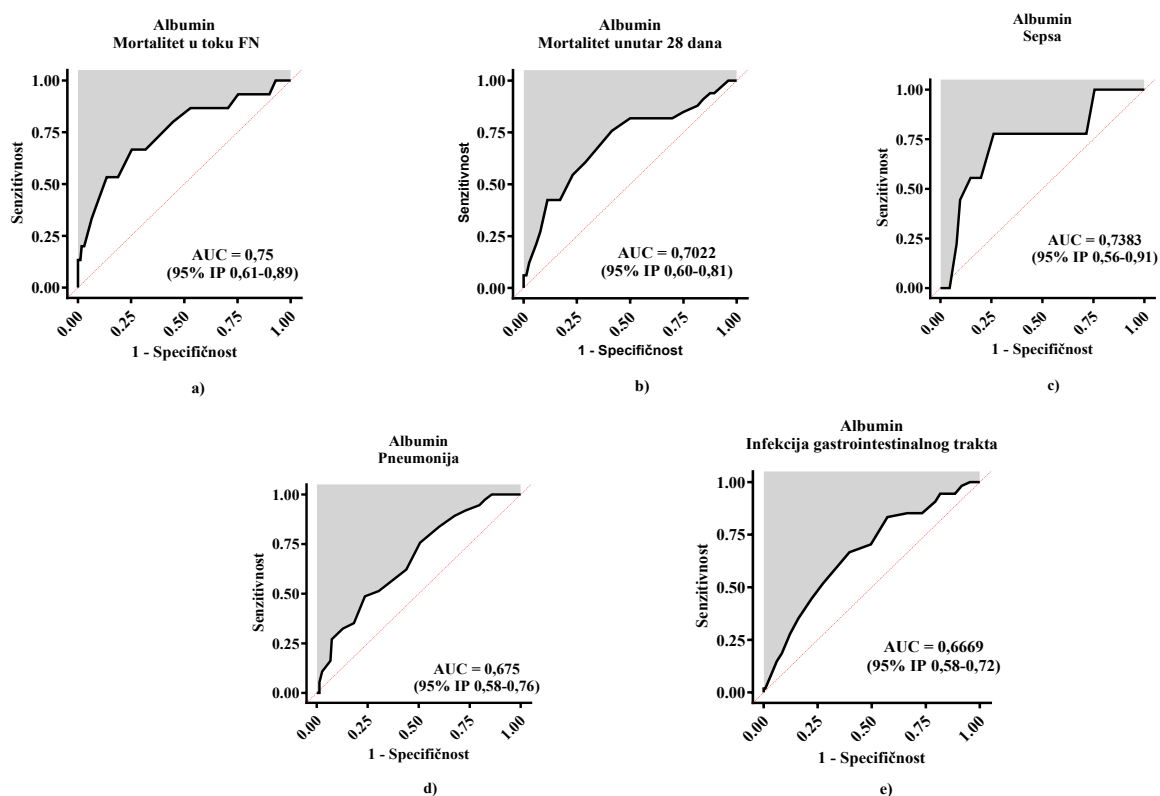 Albumin
Mortalitet u toku FN
Senzitivnost
1.00
0.75
0.50
0.25
0.00
AUC = 0,75
(95% IP 0,61-0,89)
0.00
0.25
0.50
0.75
1.00
1 - Specifičnost
a)
Albumin
Mortalitet unutar 28 dana
Senzitivnost
1.00
0.75
0.50
0.25
0.00
AUC = 0,7022
(95% IP 0,60-0,81)
0.00
0.25
0.50
0.75
1.00
1 - Specifičnost
b)
Albumin
Sepsa
Senzitivnost
1.00
0.75
0.50
0.25
0.00
AUC = 0,7383
(95% IP 0,56-0,91)
0.00
0.25
0.50
0.75
1.00
1 - Specifičnost
c)
Albumin
Pneumonija
Senzitivnost
1.00
0.75
0.50
0.25
0.00
AUC = 0,675
(95% IP 0,58-0,76)
0.00
0.25
0.50
0.75
1.00
1 - Specifičnost
d)
Albumin
Infekcija gastrointestinalnog trakta
Senzitivnost
1.00
0.75
0.50
0.25
0.00
AUC = 0,6669
(95% IP 0,58-0,72)
0.00
0.25
0.50
0.75
1.00
1 - Specifičnost
e)